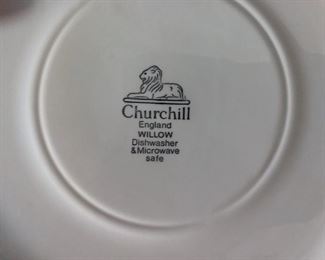 Churchill
England
WILLOW
Dishwasher
&Microwave
safe